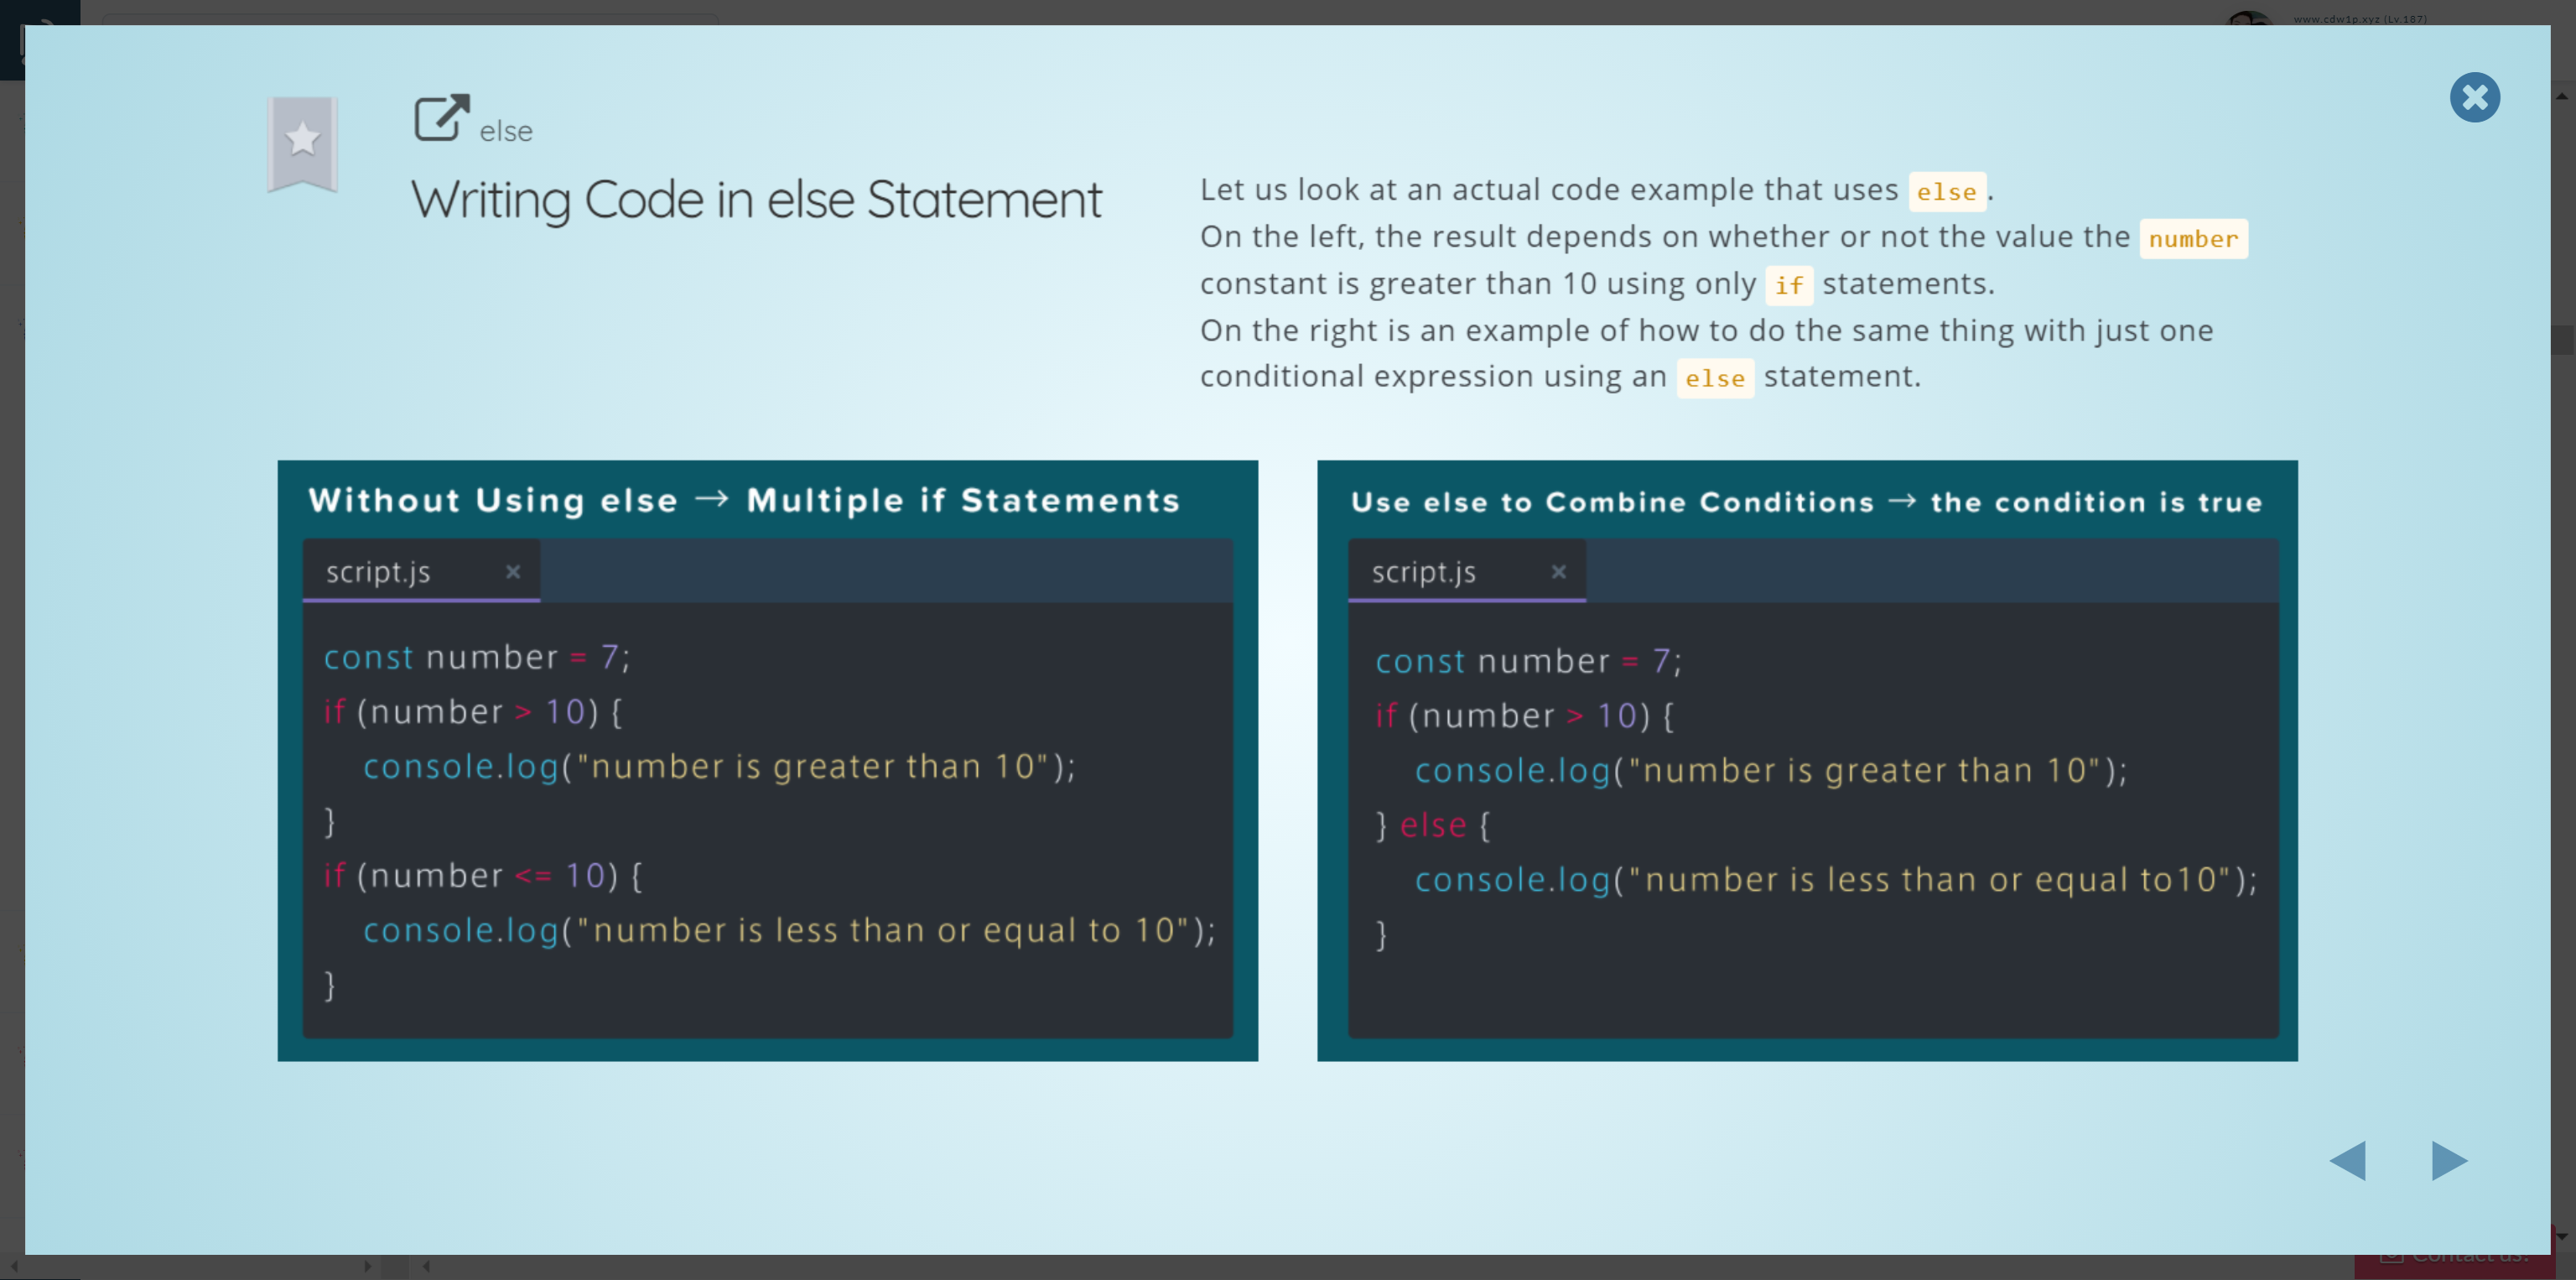 www.cdw1p.xyz (Lv.187)
else
Writing Code in else Statement
Let us look at an actual code example that uses else.
On the left, the result depends on whether or not the value the number
constant is greater than 10 using only if statements.
On the right is an example of how to do the same thing with just one
conditional expression using an else statement.
Without Using else → Multiple if Statements
script.js ×
const number = 7;
if (number > 10) {
console.log("number is greater than 10");
}
if (number <= 10) {
console.log("number is less than or equal to 10");
}
Use else to Combine Conditions → the condition is true
script.js ×
const number = 7;
if (number > 10) {
console.log("number is greater than 10");
} else {
console.log("number is less than or equal to10");
}
Contact us!